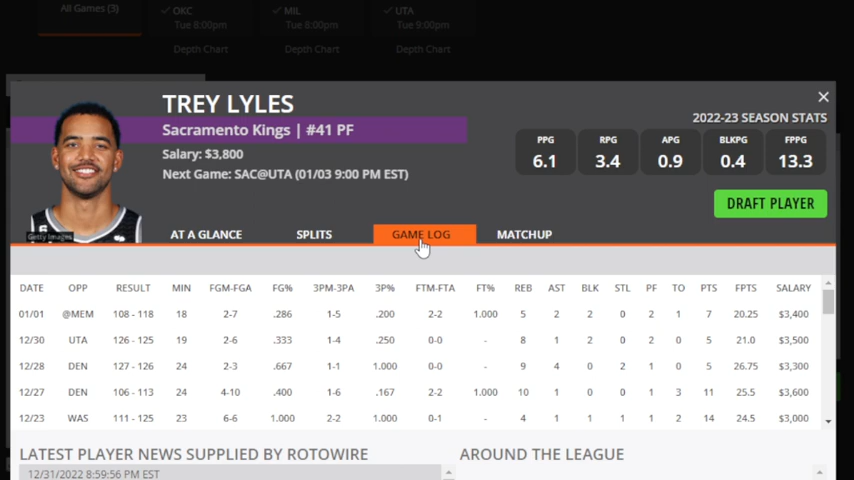 All Games (3)
OKC
Tue 8:00pm
Depth Chart
MIL
Tue 8:00pm
Depth Chart
UTA
Tue 9:00pm
Depth Chart
TREY LYLES
Sacramento Kings | #41 PF
Salary: $3,800
Next Game: SAC@UTA (01/03 9:00 PM EST)
2022-23 SEASON STATS
PPG RPG APG BLKPG FPPG
6.1 3.4 0.9 0.4 13.3
DRAFT PLAYER
Getty Images
AT A GLANCE SPLITS GAME LOG MATCHUP
DATE OPP RESULT MIN FGM-FGA FG% 3PM-3PA 3P% FTM-FTA FT% REB AST BLK STL PF TO PTS FPTS SALARY
01/01 @MEM 108 - 118 18 2-7 .286 1-5 .200 2-2 1.000 5 2 2 0 2 1 7 20.25 $3,400
12/30 UTA 126 - 125 19 2-6 .333 1-4 .250 0-0 - 8 1 2 0 2 0 5 21.0 $3,500
12/28 DEN 127 - 126 24 2-3 .667 1-1 1.000 0-0 - 9 4 0 2 1 0 5 26.75 $3,300
12/27 DEN 106 - 113 24 4-10 .400 1-6 .167 2-2 1.000 10 1 0 0 1 3 11 25.5 $3,600
12/23 WAS 111 - 125 23 6-6 1.000 2-2 1.000 0-1 - 4 1 1 1 1 2 14 24.5 $3,000
LATEST PLAYER NEWS SUPPLIED BY ROTOWIRE
AROUND THE LEAGUE
12/31/2022 8:59:56 PM EST